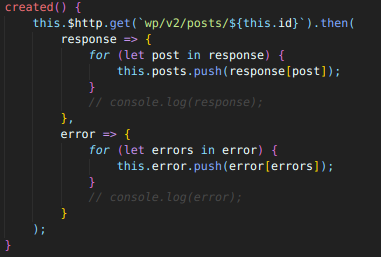 created() {
this.$http.get(`wp/v2/posts/${this.id}`).then(
response => {
for (let post in response) {
this.posts.push(response[post]);
}
// console.log(response);
},
error => {
for (let errors in error) {
this.error.push(error[errors]);
}
// console.log(error);
}
);
}